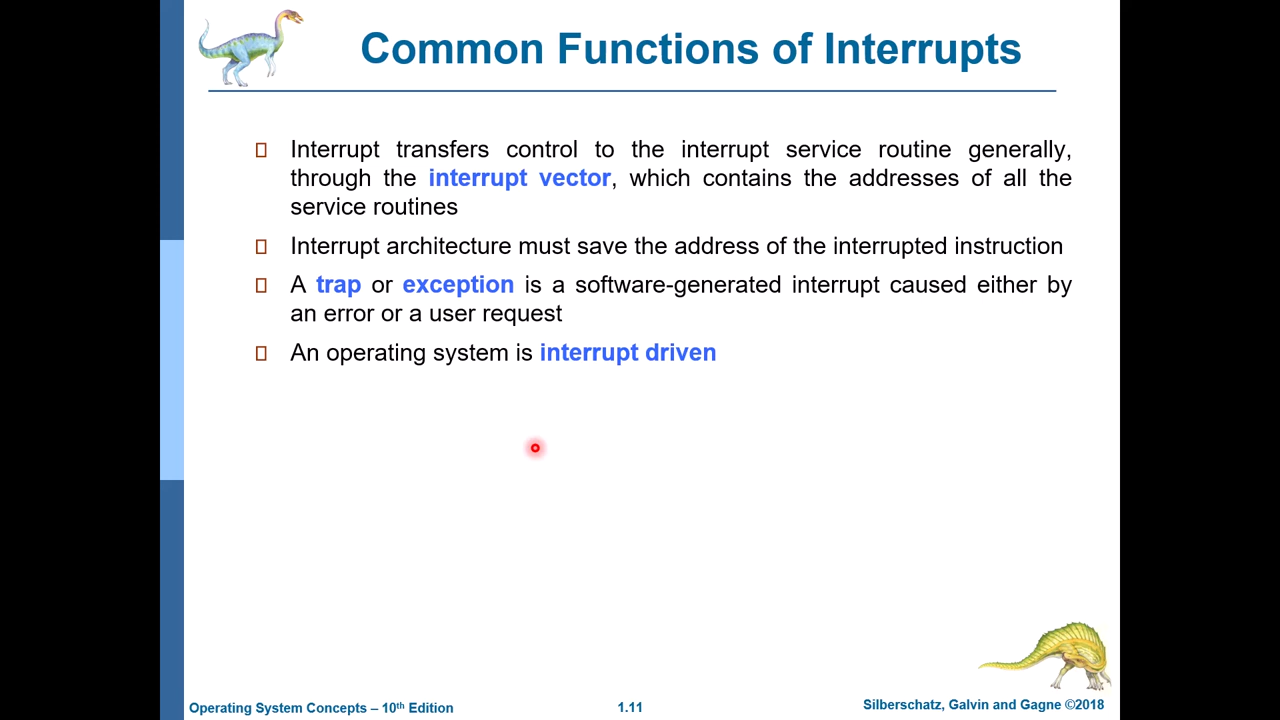 Common Functions of Interrupts
Interrupt transfers control to the interrupt service routine generally,
through the interrupt vector, which contains the addresses of all the
service routines
Interrupt architecture must save the address of the interrupted instruction
A trap or exception is a software-generated interrupt caused either by
an error or a user request
An operating system is interrupt driven
Operating System Concepts – 10th Edition
1.11
Silberschatz, Galvin and Gagne ©2018